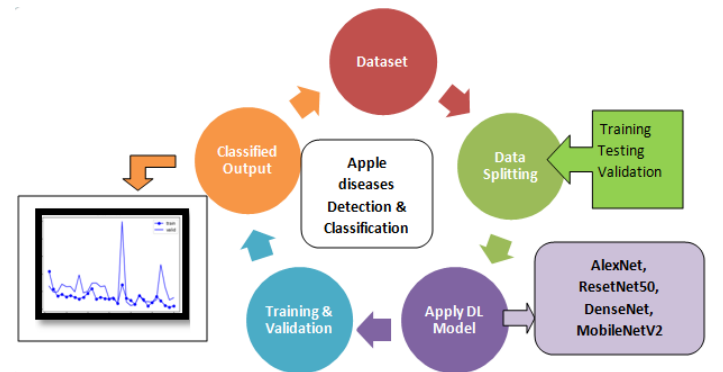 Dataset
Data
Splitting
Training
Testing
Validation
Apply DL
Model
AlexNet,
ResetNet50,
DenseNet,
MobileNetV2
Training &
Validation
Classified
Output
Apple
diseases
Detection &
Classification
train
valid